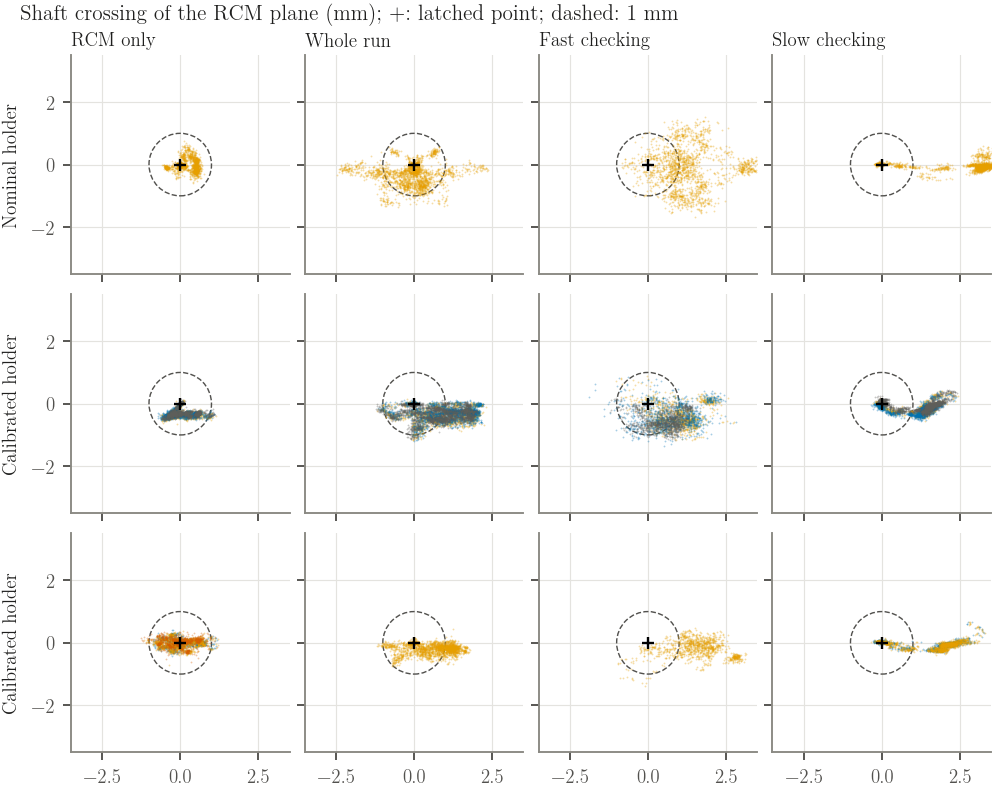 Shaft crossing of the RCM plane (mm); +: latched point; dashed: 1 mm
RCM only
Whole run
Fast checking
Slow checking
Nominal holder
2
0
−2
Calibrated holder
2
0
−2
Calibrated holder
2
0
−2
−2.5 0.0 2.5
−2.5 0.0 2.5
−2.5 0.0 2.5
−2.5 0.0 2.5